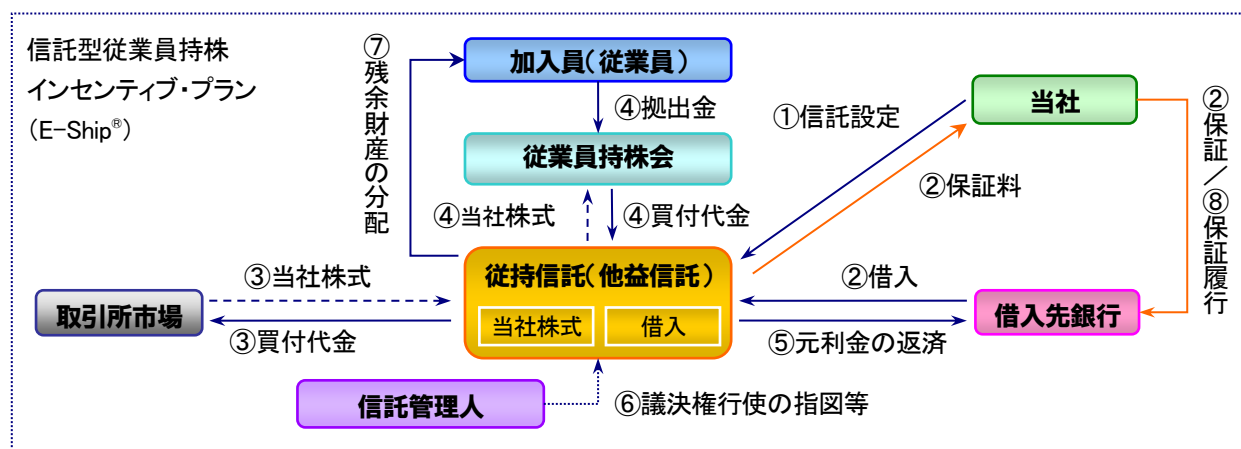 信託型従業員持株
インセンティブ・プラン
（E-Ship®）
⑦残余財産の分配
加入員（従業員）
④拠出金
従業員持株会
④当社株式
④買付代金
①信託設定
当社
②保証料
②保証／⑧保証履行
従持信託（他益信託）
当社株式
借入
③当社株式
取引所市場
③買付代金
②借入
借入先銀行
⑤元利金の返済
信託管理人
⑥議決権行使の指図等